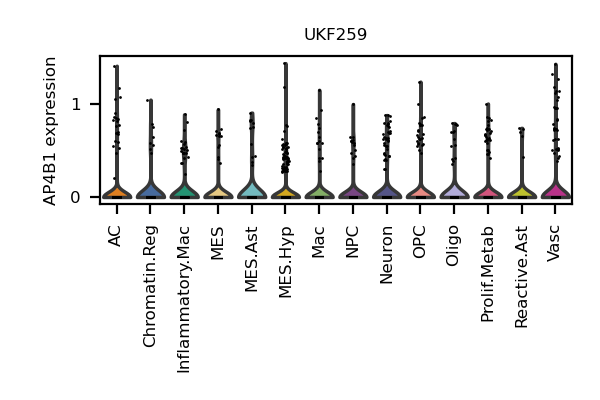 UKF259
AP4B1 expression
1
0
AC
Chromatin.Reg
Inflammatory.Mac
MES
MES.Ast
MES.Hyp
Mac
NPC
Neuron
OPC
Oligo
Prolif.Metab
Reactive.Ast
Vasc